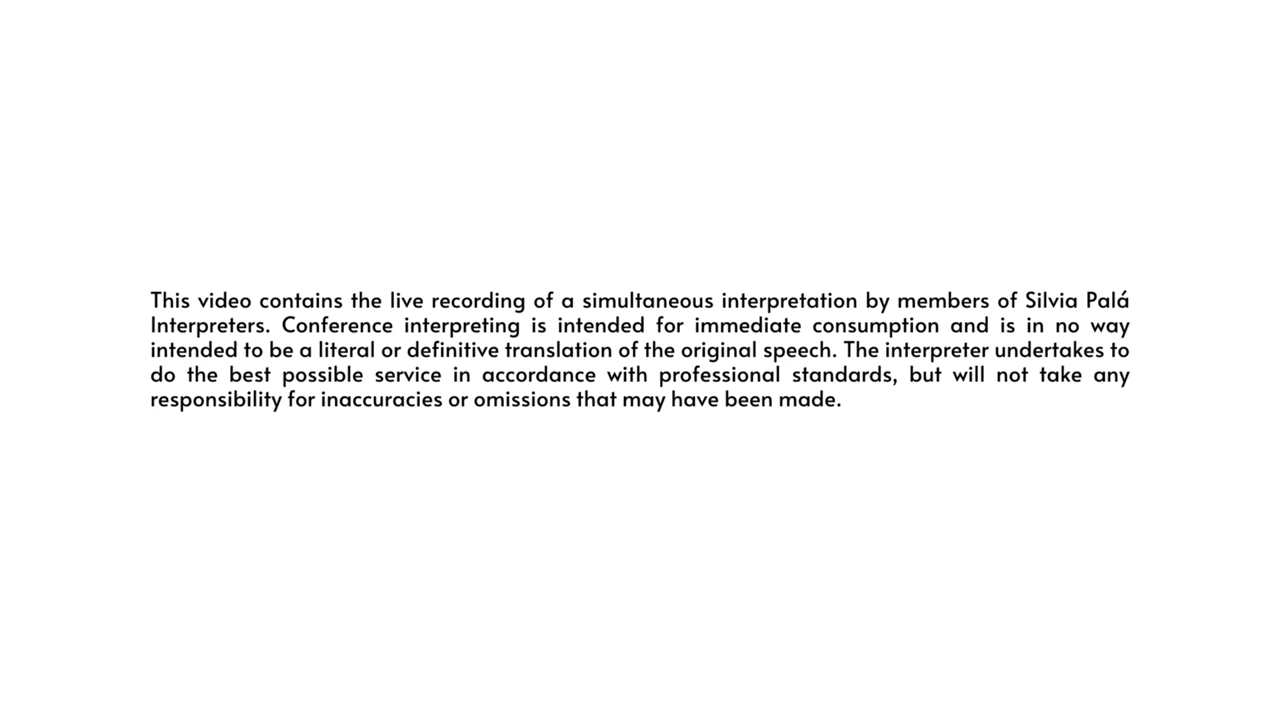 This video contains the live recording of a simultaneous interpretation by members of Silvia Palá
Interpreters. Conference interpreting is intended for immediate consumption and is in no way
intended to be a literal or definitive translation of the original speech. The interpreter undertakes to
do the best possible service in accordance with professional standards, but will not take any
responsibility for inaccuracies or omissions that may have been made.